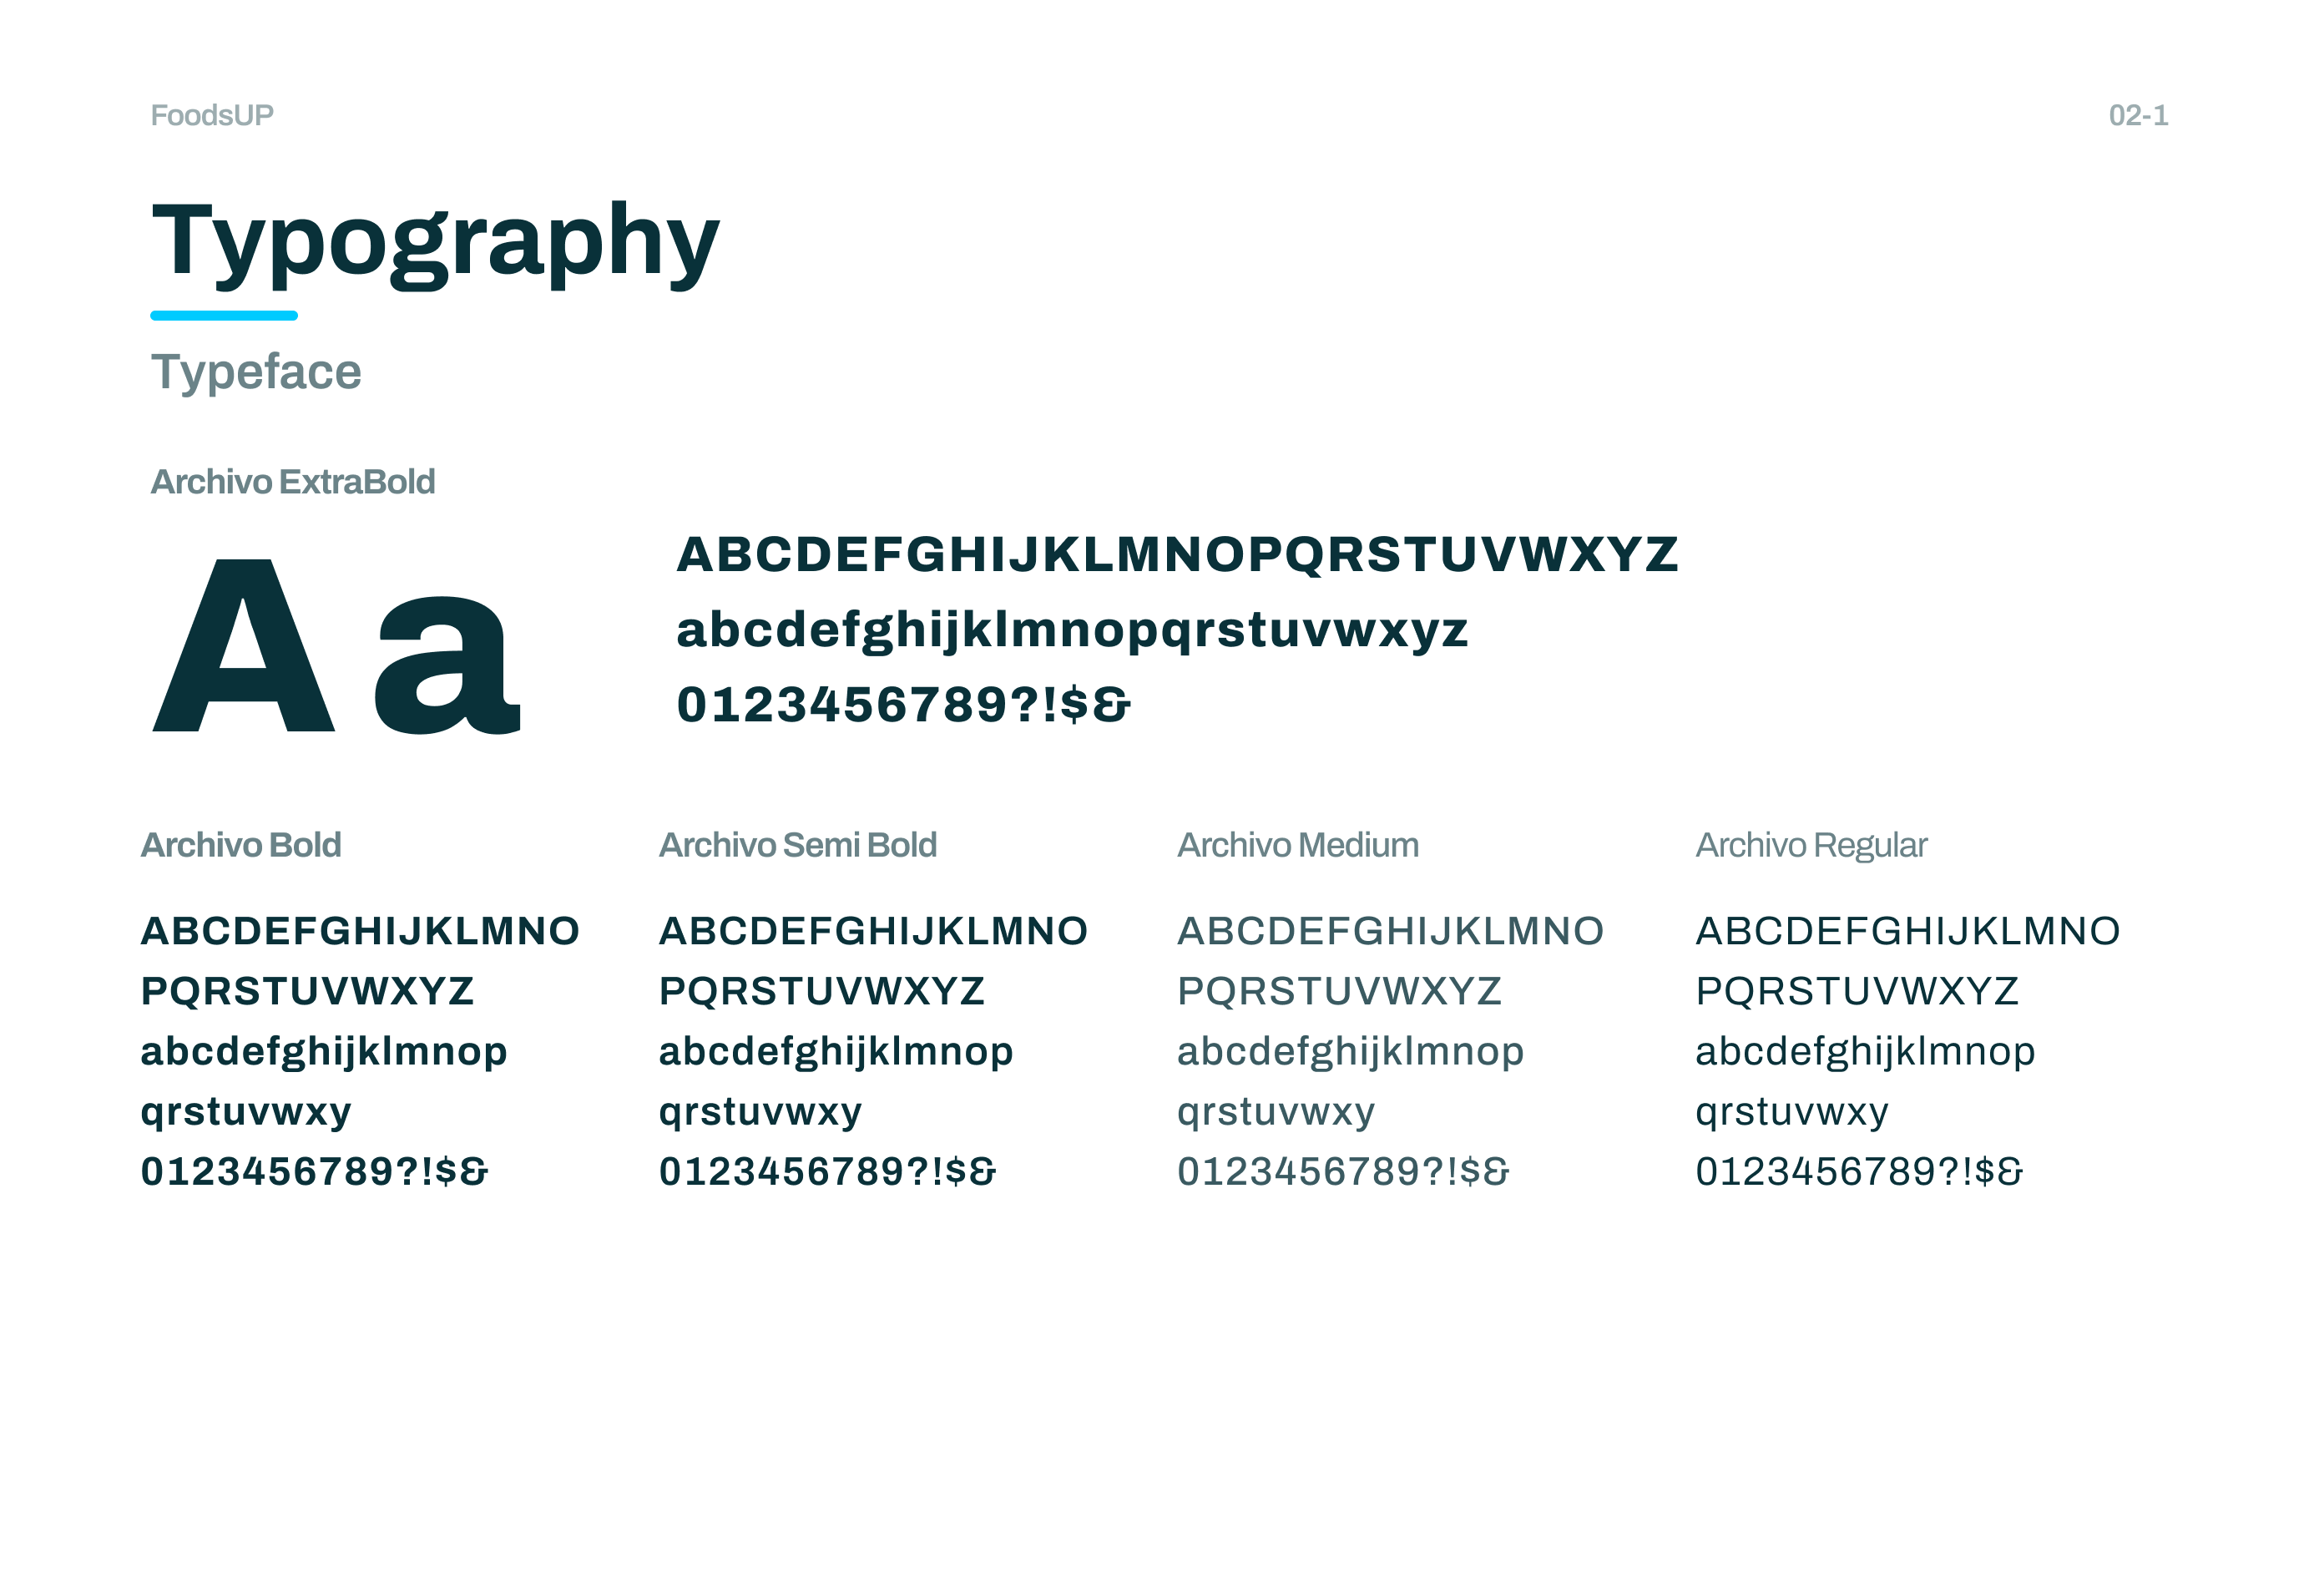 FoodsUP
02-1
Typography
Typeface
Archivo ExtraBold
Aa
ABCDEFGHIJKLMNOPQRSTUVWXYZ
abcdefghijklmnopqrstuvwxyz
0123456789?!$&
Archivo Bold
ABCDEFGHIJKLMNO
PQRSTUVWXYZ
abcdefghijklmnop
qrstuvwxy
0123456789?!$&
Archivo Semi Bold
ABCDEFGHIJKLMNO
PQRSTUVWXYZ
abcdefghijklmnop
qrstuvwxy
0123456789?!$&
Archivo Medium
ABCDEFGHIJKLMNO
PQRSTUVWXYZ
abcdefghijklmnop
qrstuvwxy
0123456789?!$&
Archivo Regular
ABCDEFGHIJKLMNO
PQRSTUVWXYZ
abcdefghijklmnop
qrstuvwxy
0123456789?!$&